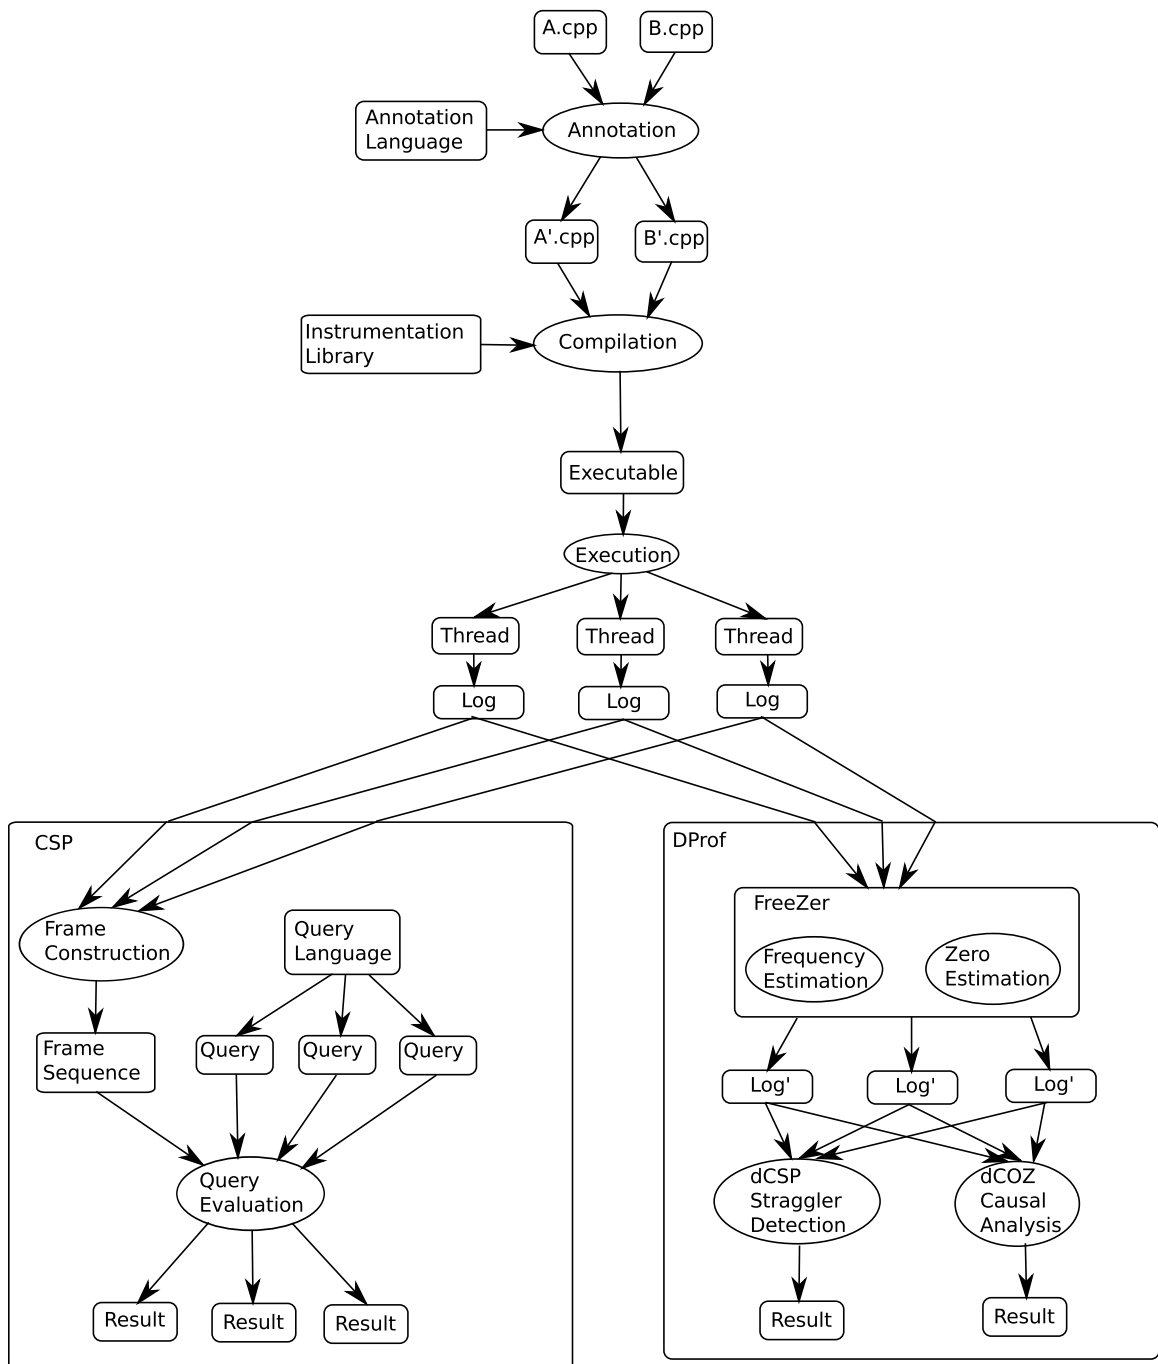 A.cpp
B.cpp
Annotation
Language
Annotation
A'.cpp
B'.cpp
Instrumentation
Library
Compilation
Executable
Execution
Thread
Thread
Thread
Log
Log
Log
CSP
Frame
Construction
Query
Language
Frame
Sequence
Query
Query
Query
Query
Evaluation
Result
Result
Result
DProf
FreeZer
Frequency
Estimation
Zero
Estimation
Log'
Log'
Log'
dCSP
Straggler
Detection
dCOZ
Causal
Analysis
Result
Result